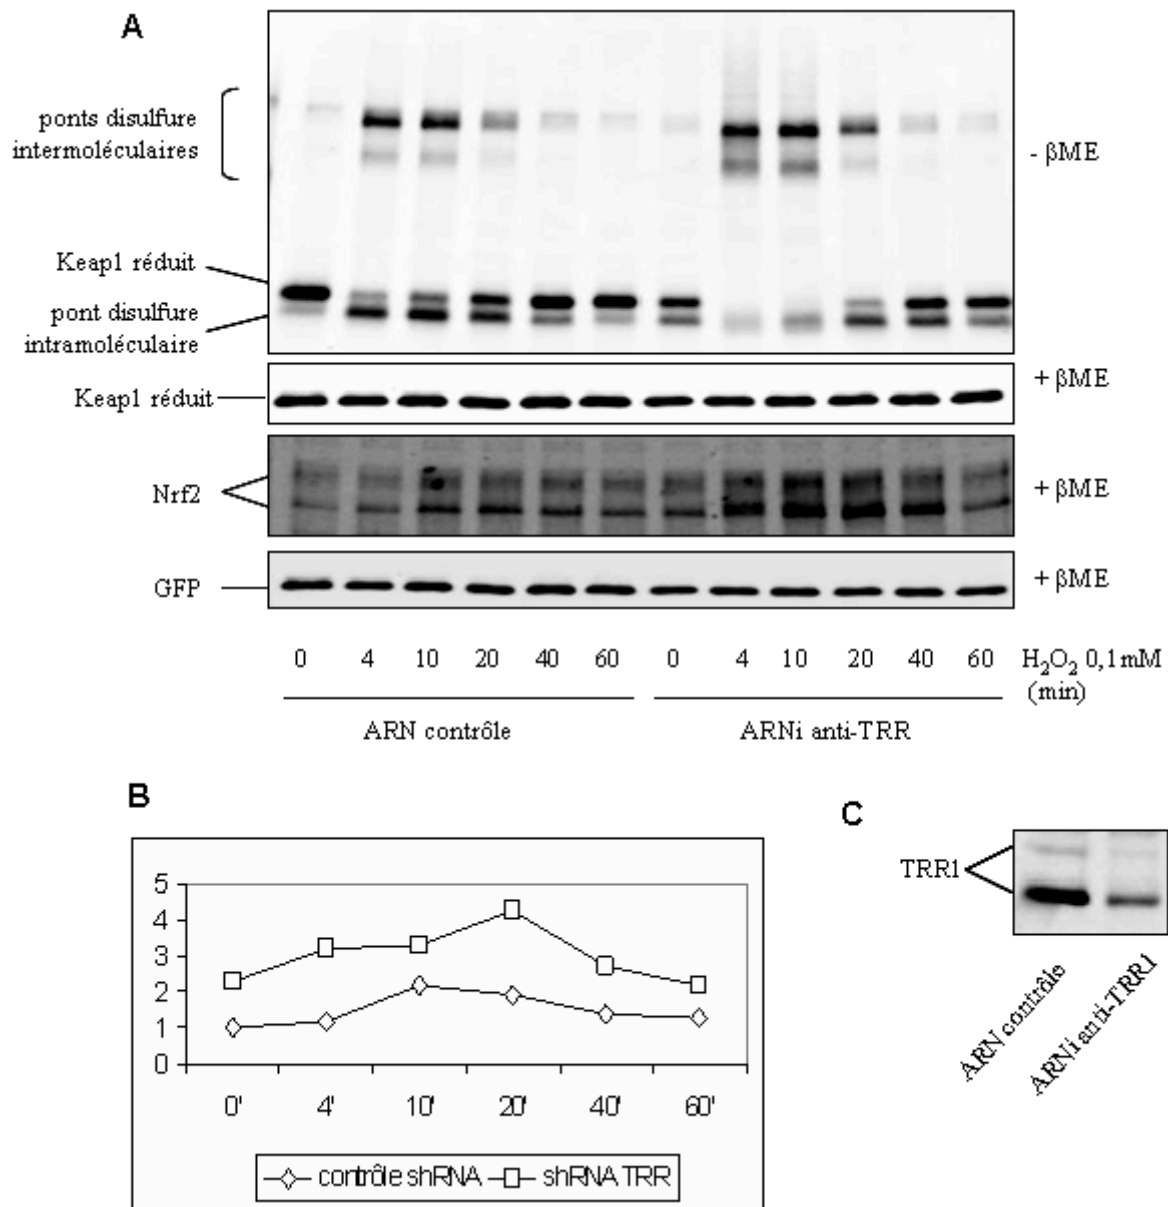 A
ponts disulfure
intermoléculaires
- βME
Keap1 réduit
pont disulfure
intramoléculaire
Keap1 réduit
+ βME
Nrf2
+ βME
GFP
+ βME
0 4 10 20 40 60 0 4 10 20 40 60 H₂O₂ 0,1 mM
(min)
ARN contrôle ARNi anti-TRR
B
5
4
3
2
1
0
0' 4' 10' 20' 40' 60'
contrôle shRNA shRNA TRR
C
TRR1
ARN contrôle
ARNi anti-TRR1